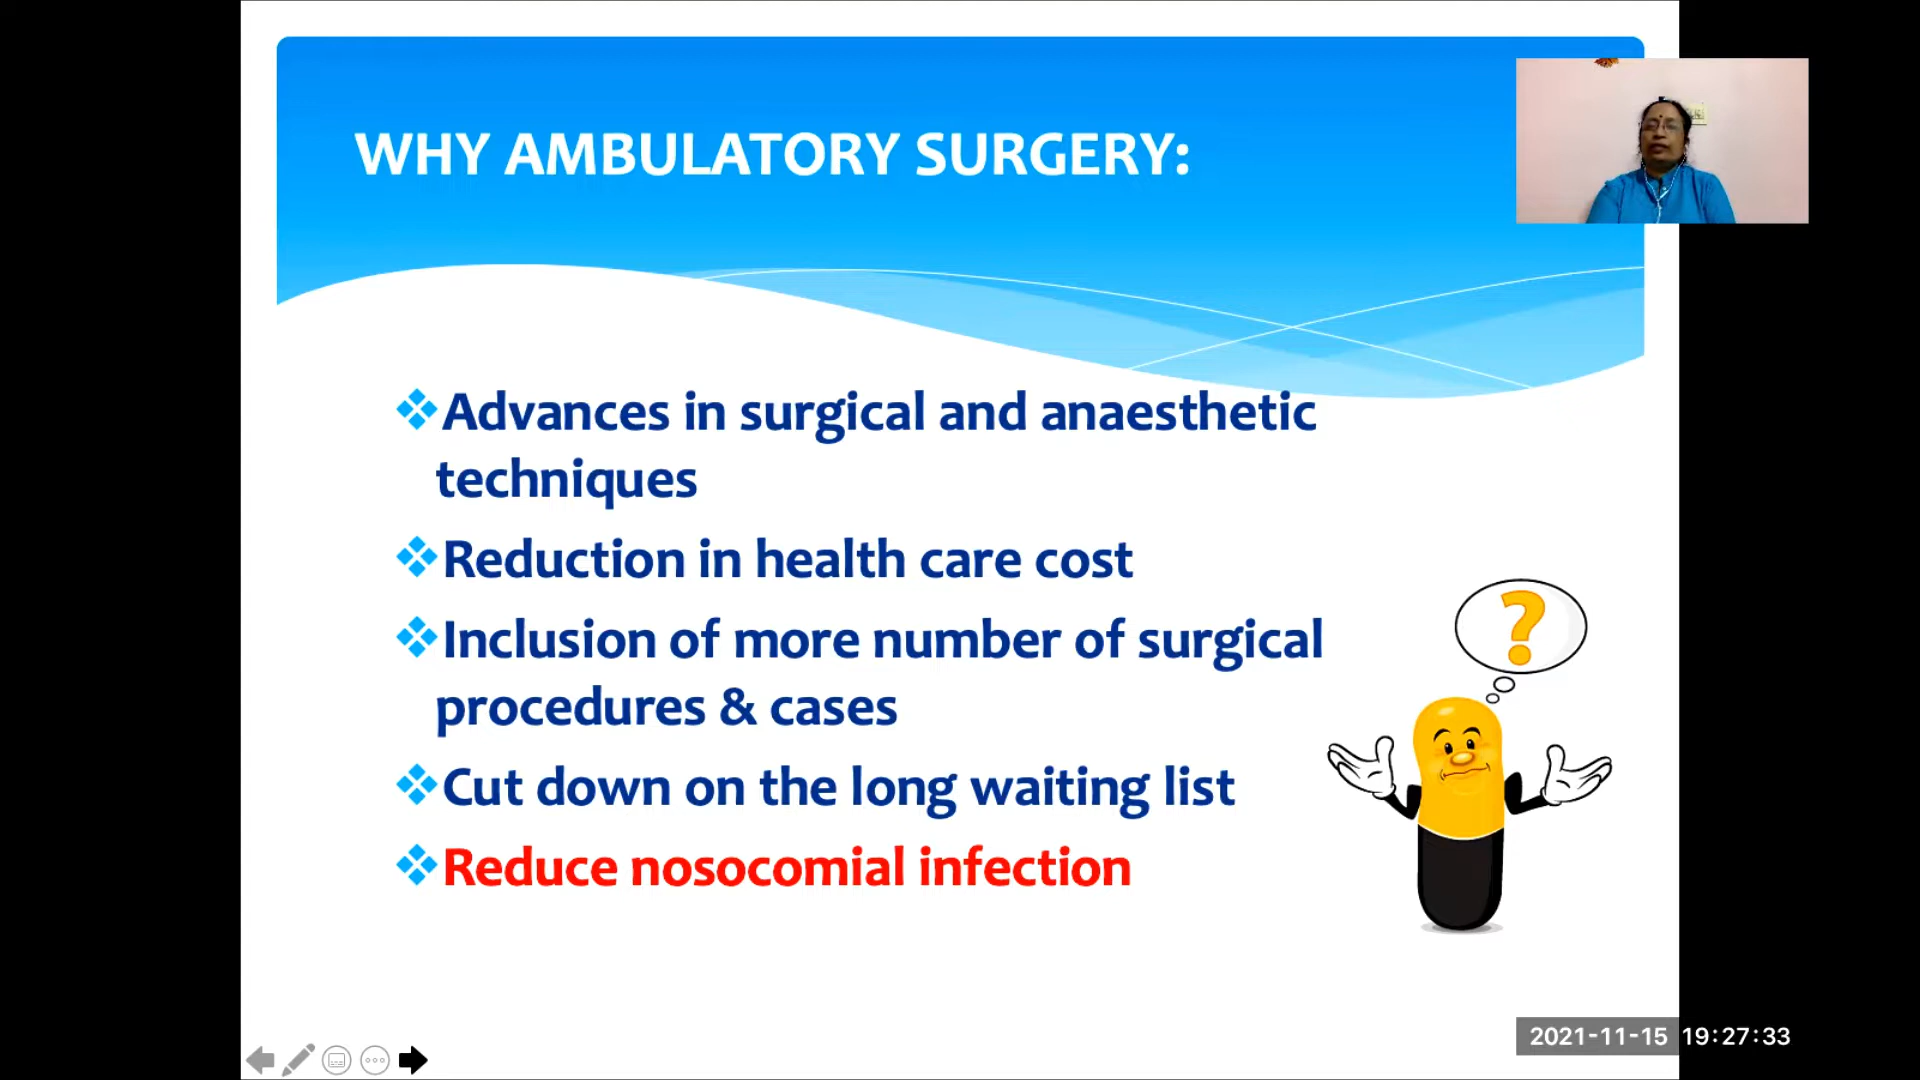 WHY AMBULATORY SURGERY:
Advances in surgical and anaesthetic
techniques
Reduction in health care cost
Inclusion of more number of surgical
procedures & cases
Cut down on the long waiting list
Reduce nosocomial infection
?
2021-11-15 19:27:33